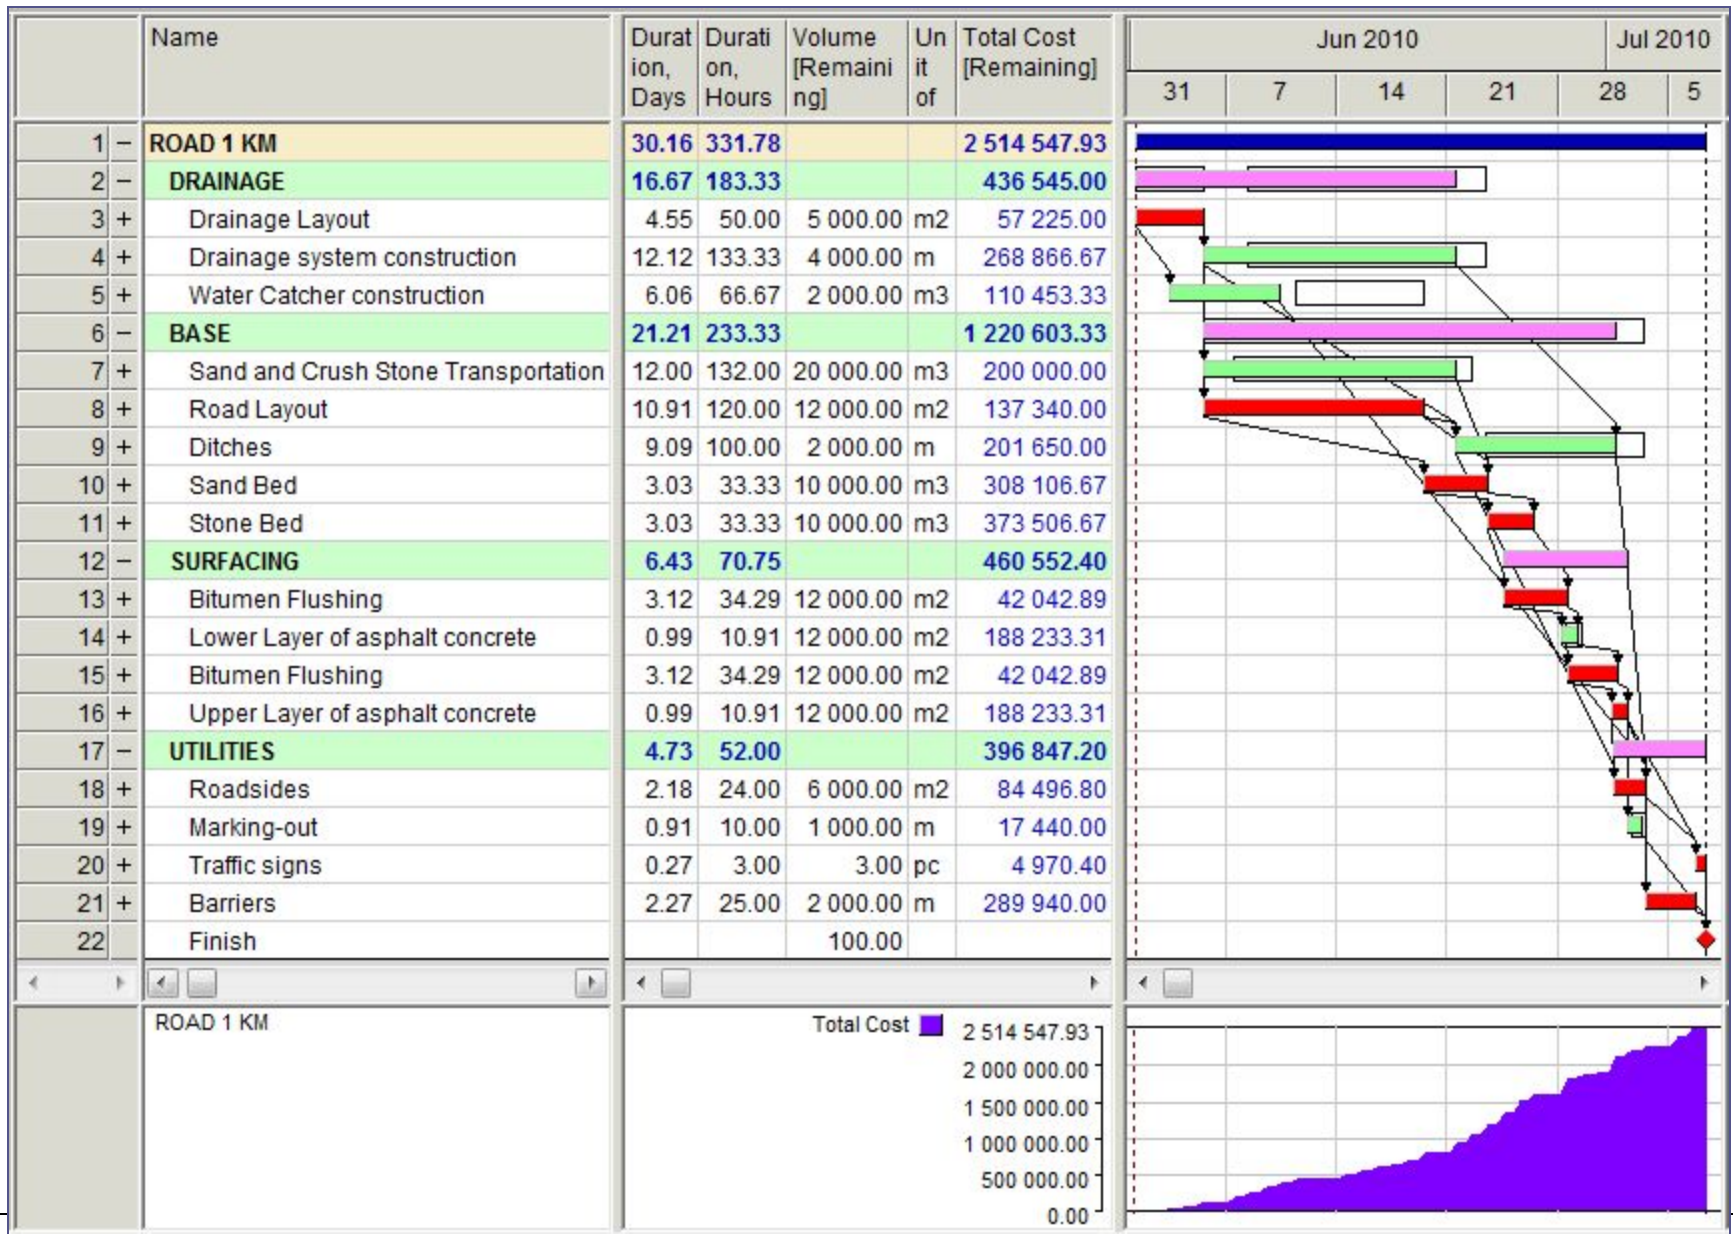 Name Duration, Days Duration, Hours Volume [Remaining] Unit of Total Cost [Remaining] Jun 2010 Jul 2010
31 7 14 21 28 5
1 − ROAD 1 KM 30.16 331.78 2 514 547.93
2 − DRAINAGE 16.67 183.33 436 545.00
3 + Drainage Layout 4.55 50.00 5 000.00 m2 57 225.00
4 + Drainage system construction 12.12 133.33 4 000.00 m 268 866.67
5 + Water Catcher construction 6.06 66.67 2 000.00 m3 110 453.33
6 − BASE 21.21 233.33 1 220 603.33
7 + Sand and Crush Stone Transportation 12.00 132.00 20 000.00 m3 200 000.00
8 + Road Layout 10.91 120.00 12 000.00 m2 137 340.00
9 + Ditches 9.09 100.00 2 000.00 m 201 650.00
10 + Sand Bed 3.03 33.33 10 000.00 m3 308 106.67
11 + Stone Bed 3.03 33.33 10 000.00 m3 373 506.67
12 − SURFACING 6.43 70.75 460 552.40
13 + Bitumen Flushing 3.12 34.29 12 000.00 m2 42 042.89
14 + Lower Layer of asphalt concrete 0.99 10.91 12 000.00 m2 188 233.31
15 + Bitumen Flushing 3.12 34.29 12 000.00 m2 42 042.89
16 + Upper Layer of asphalt concrete 0.99 10.91 12 000.00 m2 188 233.31
17 − UTILITIES 4.73 52.00 396 847.20
18 + Roadsides 2.18 24.00 6 000.00 m2 84 496.80
19 + Marking-out 0.91 10.00 1 000.00 m 17 440.00
20 + Traffic signs 0.27 3.00 3.00 pc 4 970.40
21 + Barriers 2.27 25.00 2 000.00 m 289 940.00
22 Finish 100.00
ROAD 1 KM Total Cost 2 514 547.93
2 000 000.00
1 500 000.00
1 000 000.00
500 000.00
0.00